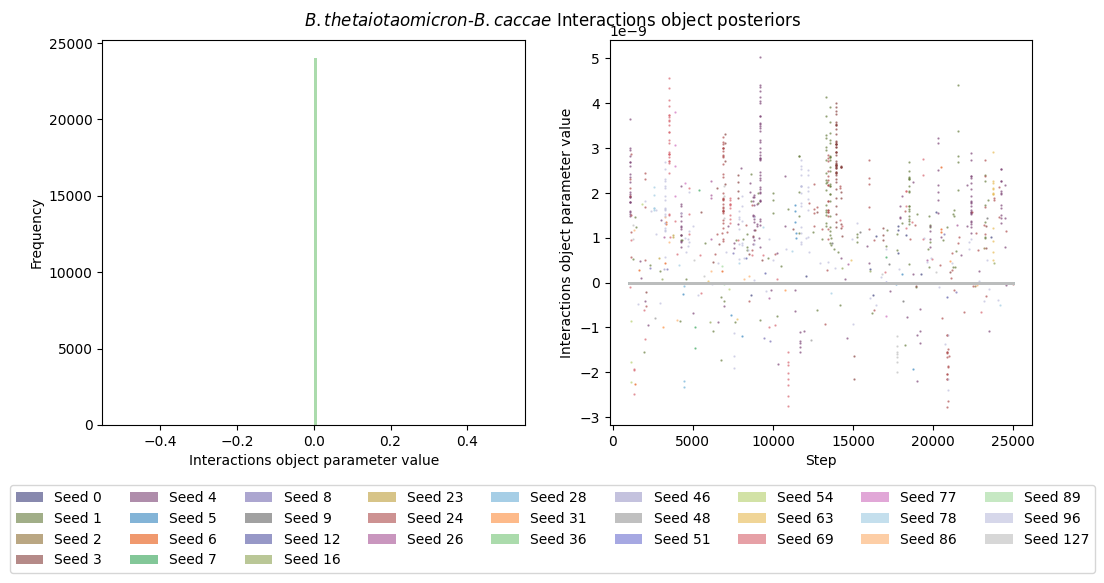 B.thetaiotaomicron-B.caccae Interactions object posteriors
25000
20000
15000
10000
5000
0
Frequency
−0.4 −0.2 0.0 0.2 0.4
Interactions object parameter value
1e−9
5
4
3
2
1
0
−1
−2
−3
Interactions object parameter value
0 5000 10000 15000 20000 25000
Step
Seed 0 Seed 4 Seed 8 Seed 23 Seed 28 Seed 46 Seed 54 Seed 77 Seed 89
Seed 1 Seed 5 Seed 9 Seed 24 Seed 31 Seed 48 Seed 63 Seed 78 Seed 96
Seed 2 Seed 6 Seed 12 Seed 26 Seed 36 Seed 51 Seed 69 Seed 86 Seed 127
Seed 3 Seed 7 Seed 16